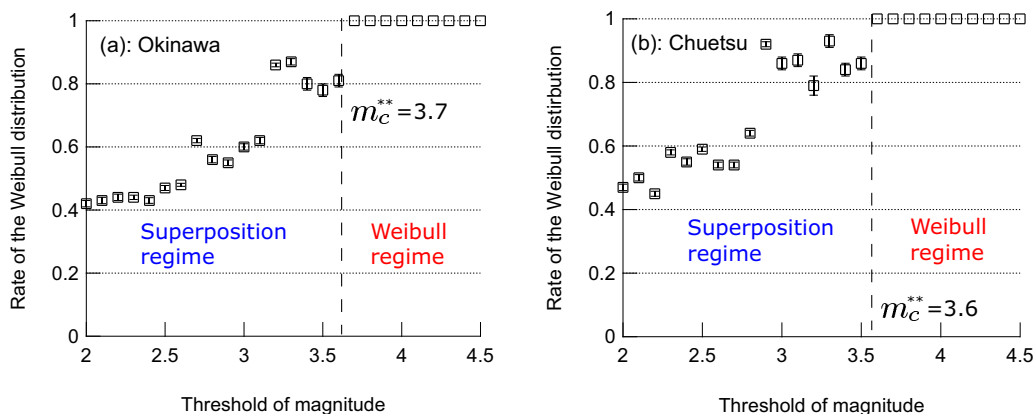 (a): Okinawa
Rate of the Weibull distirbution
1
0.8
0.6
0.4
0.2
0
m_c^{**}=3.7
Superposition
regime
Weibull
regime
2
2.5
3
3.5
4
4.5
Threshold of magnitude
(b): Chuetsu
Rate of the Weibull distribution
1
0.8
0.6
0.4
0.2
0
Superposition
regime
Weibull
regime
m_c^{**}=3.6
2
2.5
3
3.5
4
4.5
Threshold of magnitude